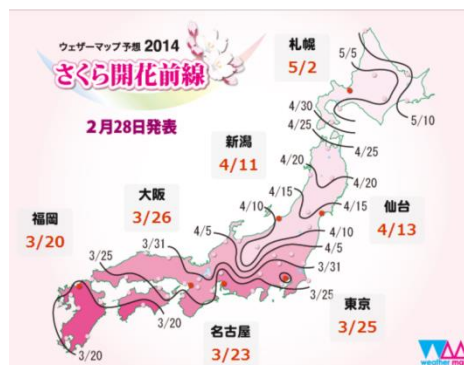 ウェザーマップ予想 2014
さくら開花前線
2月28日発表
札幌
5/2
5/5
5/10
4/30
4/25
4/25
新潟
4/11
4/20
4/20
4/15
4/15
仙台
4/13
4/10
4/10
4/5
4/5
大阪
3/26
3/31
3/31
福岡
3/20
3/25
3/25
東京
3/25
名古屋
3/23
3/20
3/20
weather map